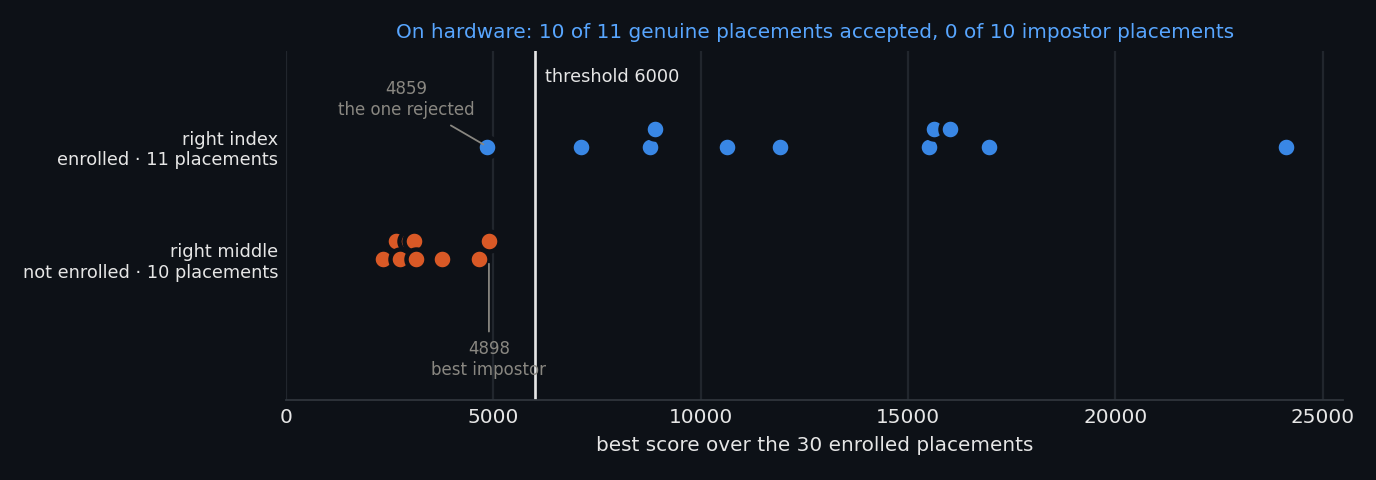 On hardware: 10 of 11 genuine placements accepted, 0 of 10 impostor placements
threshold 6000
4859
the one rejected
right index
enrolled · 11 placements
right middle
not enrolled · 10 placements
4898
best impostor
0
5000
10000
15000
20000
25000
best score over the 30 enrolled placements